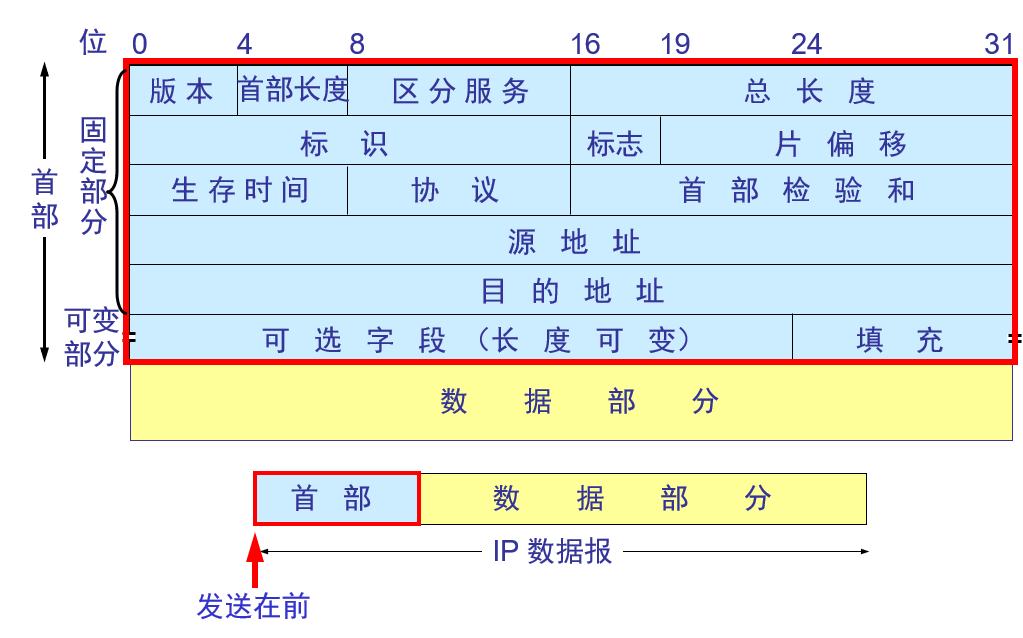 位 0 4 8 16 19 24 31
版本 首部长度 区分服务 总长度
标识 标志 片偏移
生存时间 协议 首部检验和
源地址
目的地址
可选字段（长度可变） 填充
数据部分
首部
固定部分
可变
部分
首部 数据部分
IP 数据报
发送在前